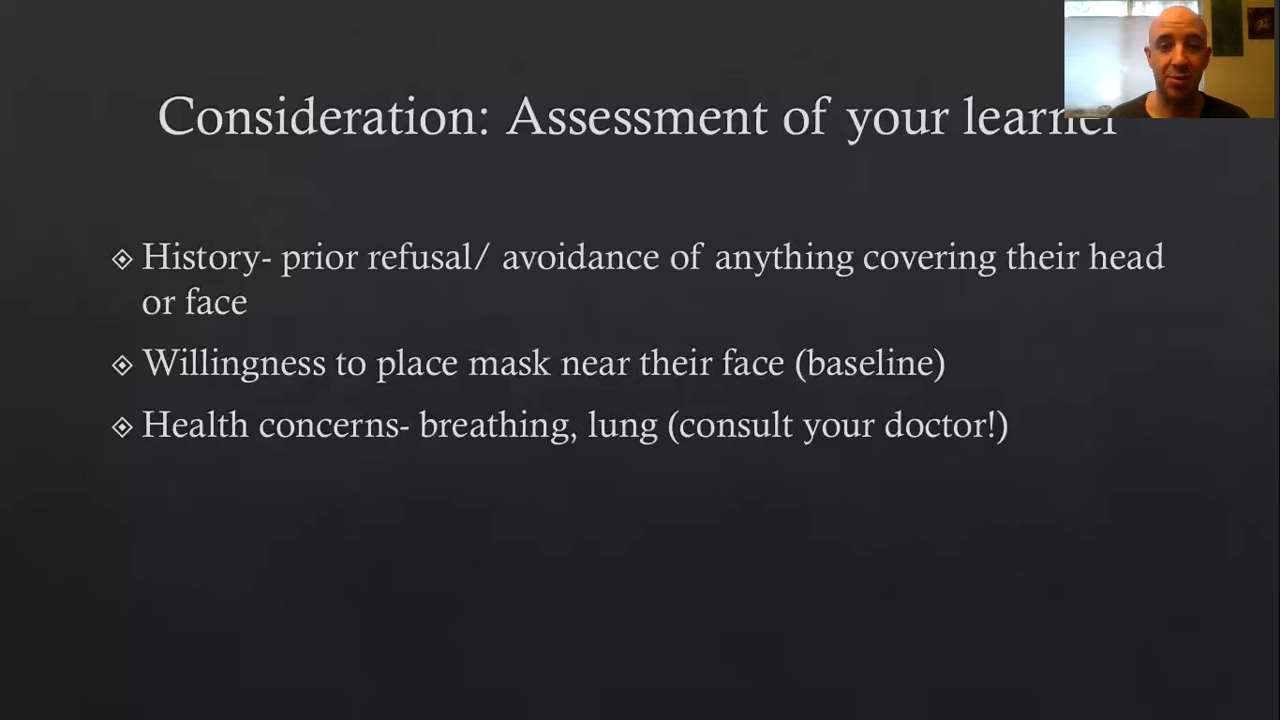 Consideration: Assessment of your learner
History- prior refusal/ avoidance of anything covering their head
or face
Willingness to place mask near their face (baseline)
Health concerns- breathing, lung (consult your doctor!)